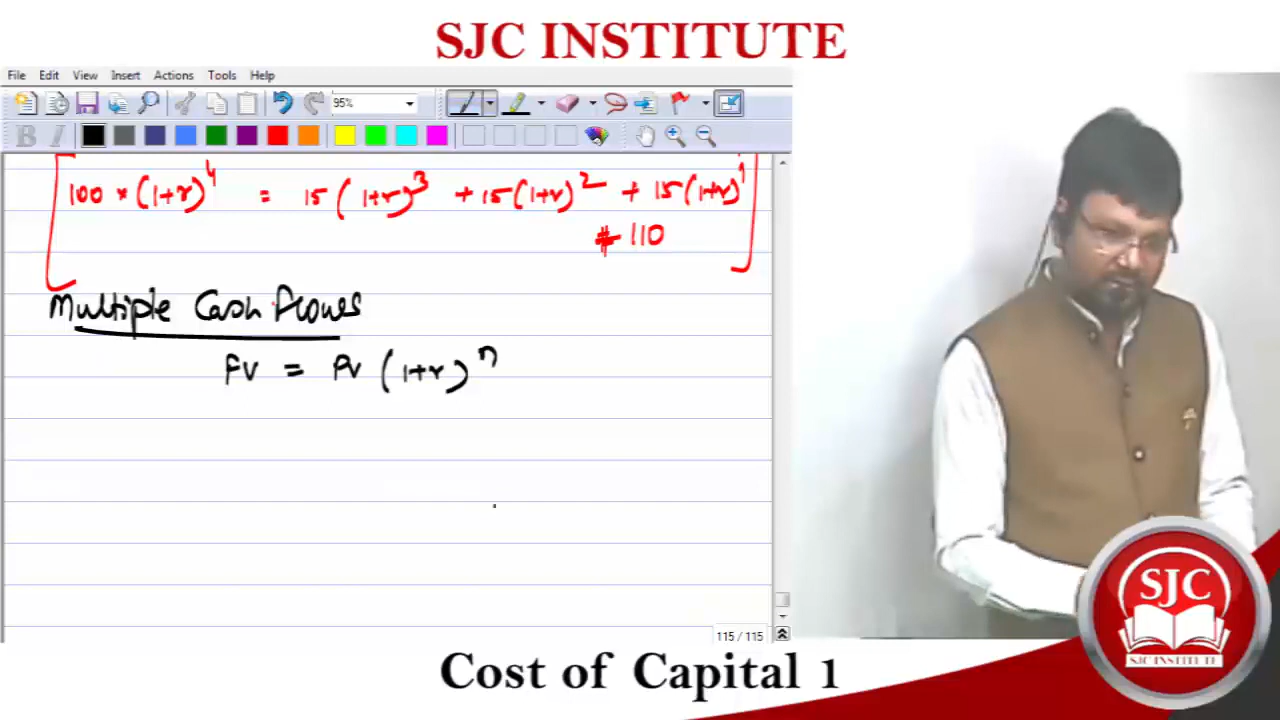 SJC INSTITUTE
File Edit View Insert Actions Tools Help
95%
B I
100 × (1+r)^4 = 15 (1+r)^3 + 15 (1+r)^2 + 15 (1+r)^1
+ 110
Multiple Cash flows
FV = PV (1+r)^n
115 / 115
SJC
SJC INSTITUTE
Cost of Capital 1